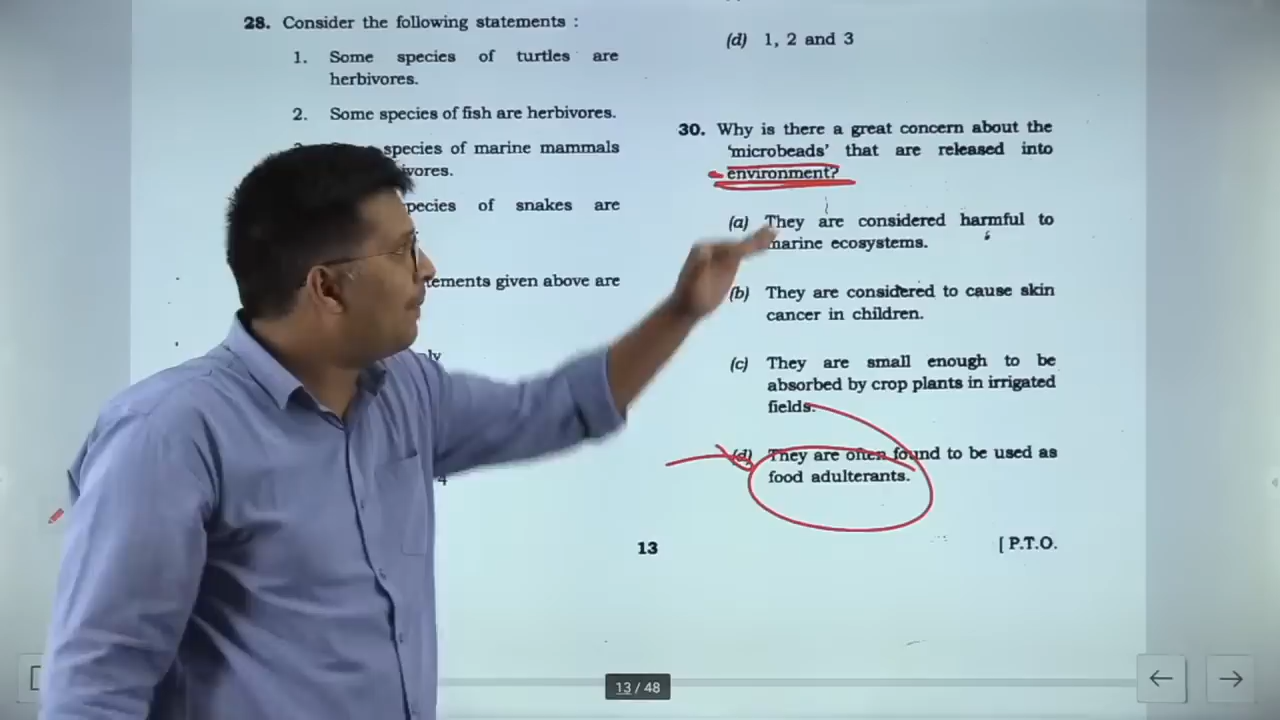 28. Consider the following statements :
1. Some species of turtles are
herbivores.
2. Some species of fish are herbivores.
species of marine mammals
species of snakes are
tements given above are
ly
4
(d) 1, 2 and 3
30. Why is there a great concern about the
'microbeads' that are released into
environment?
(a) They are considered harmful to
marine ecosystems.
(b) They are considered to cause skin
cancer in children.
(c) They are small enough to be
absorbed by crop plants in irrigated
fields.
(d) They are often found to be used as
food adulterants.
13
[ P.T.O.
13 / 48